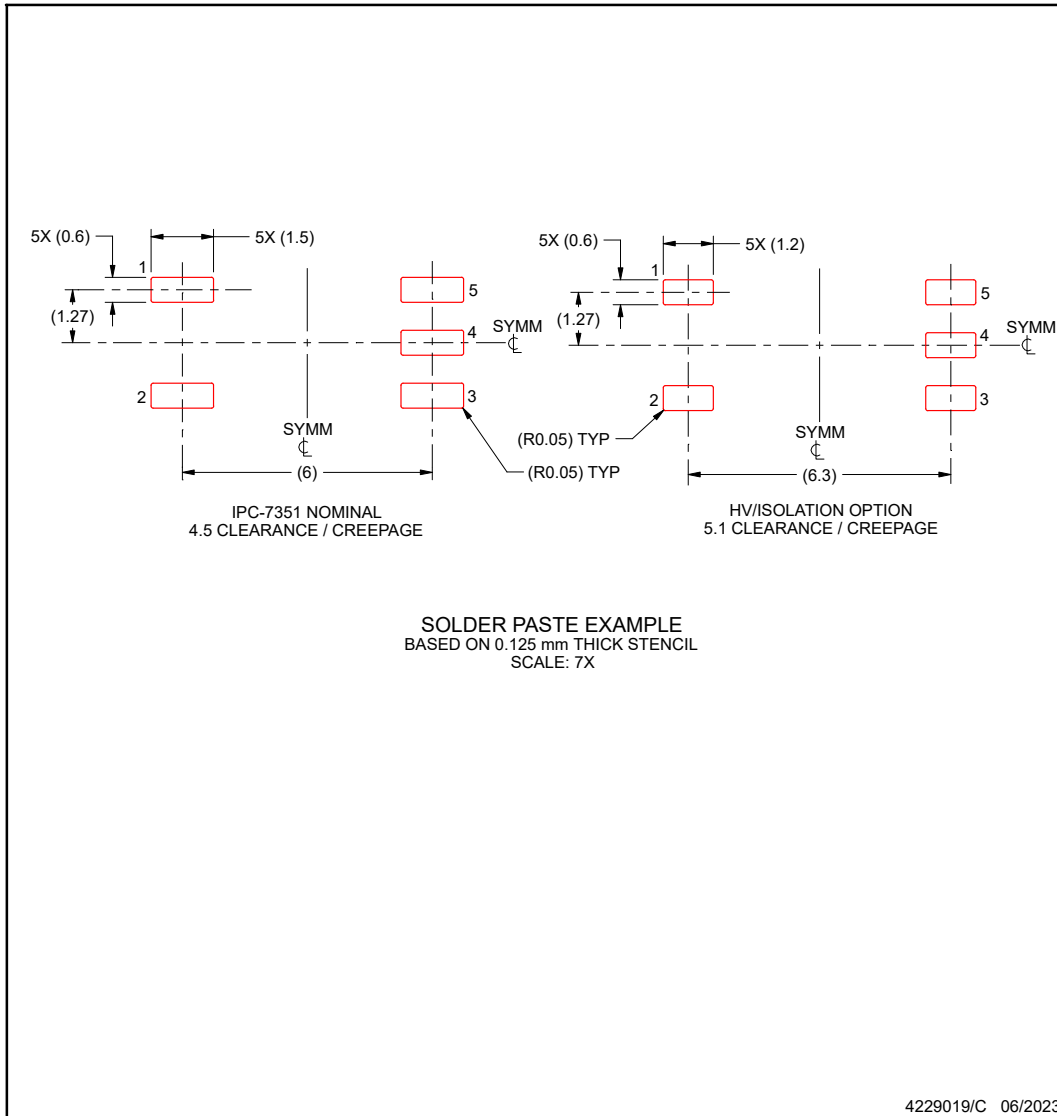 5X (0.6)
5X (1.5)
1
(1.27)
2
5
4
3
SYMM
℄
SYMM
℄
(R0.05) TYP
(6)
IPC-7351 NOMINAL
4.5 CLEARANCE / CREEPAGE
5X (0.6)
5X (1.2)
1
(1.27)
2
5
4
3
SYMM
℄
SYMM
℄
(R0.05) TYP
(6.3)
HV/ISOLATION OPTION
5.1 CLEARANCE / CREEPAGE
SOLDER PASTE EXAMPLE
BASED ON 0.125 mm THICK STENCIL
SCALE: 7X
4229019/C 06/2023